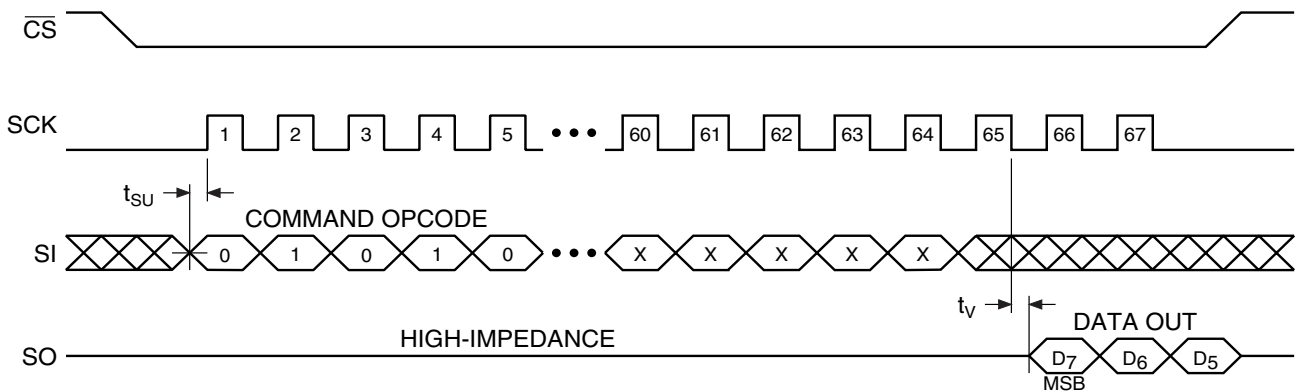 CS
SCK 1 2 3 4 5 ••• 60 61 62 63 64 65 66 67
tSU
COMMAND OPCODE
SI 0 1 0 1 0 ••• X X X X X
tV
DATA OUT
HIGH-IMPEDANCE
SO D7 D6 D5
MSB